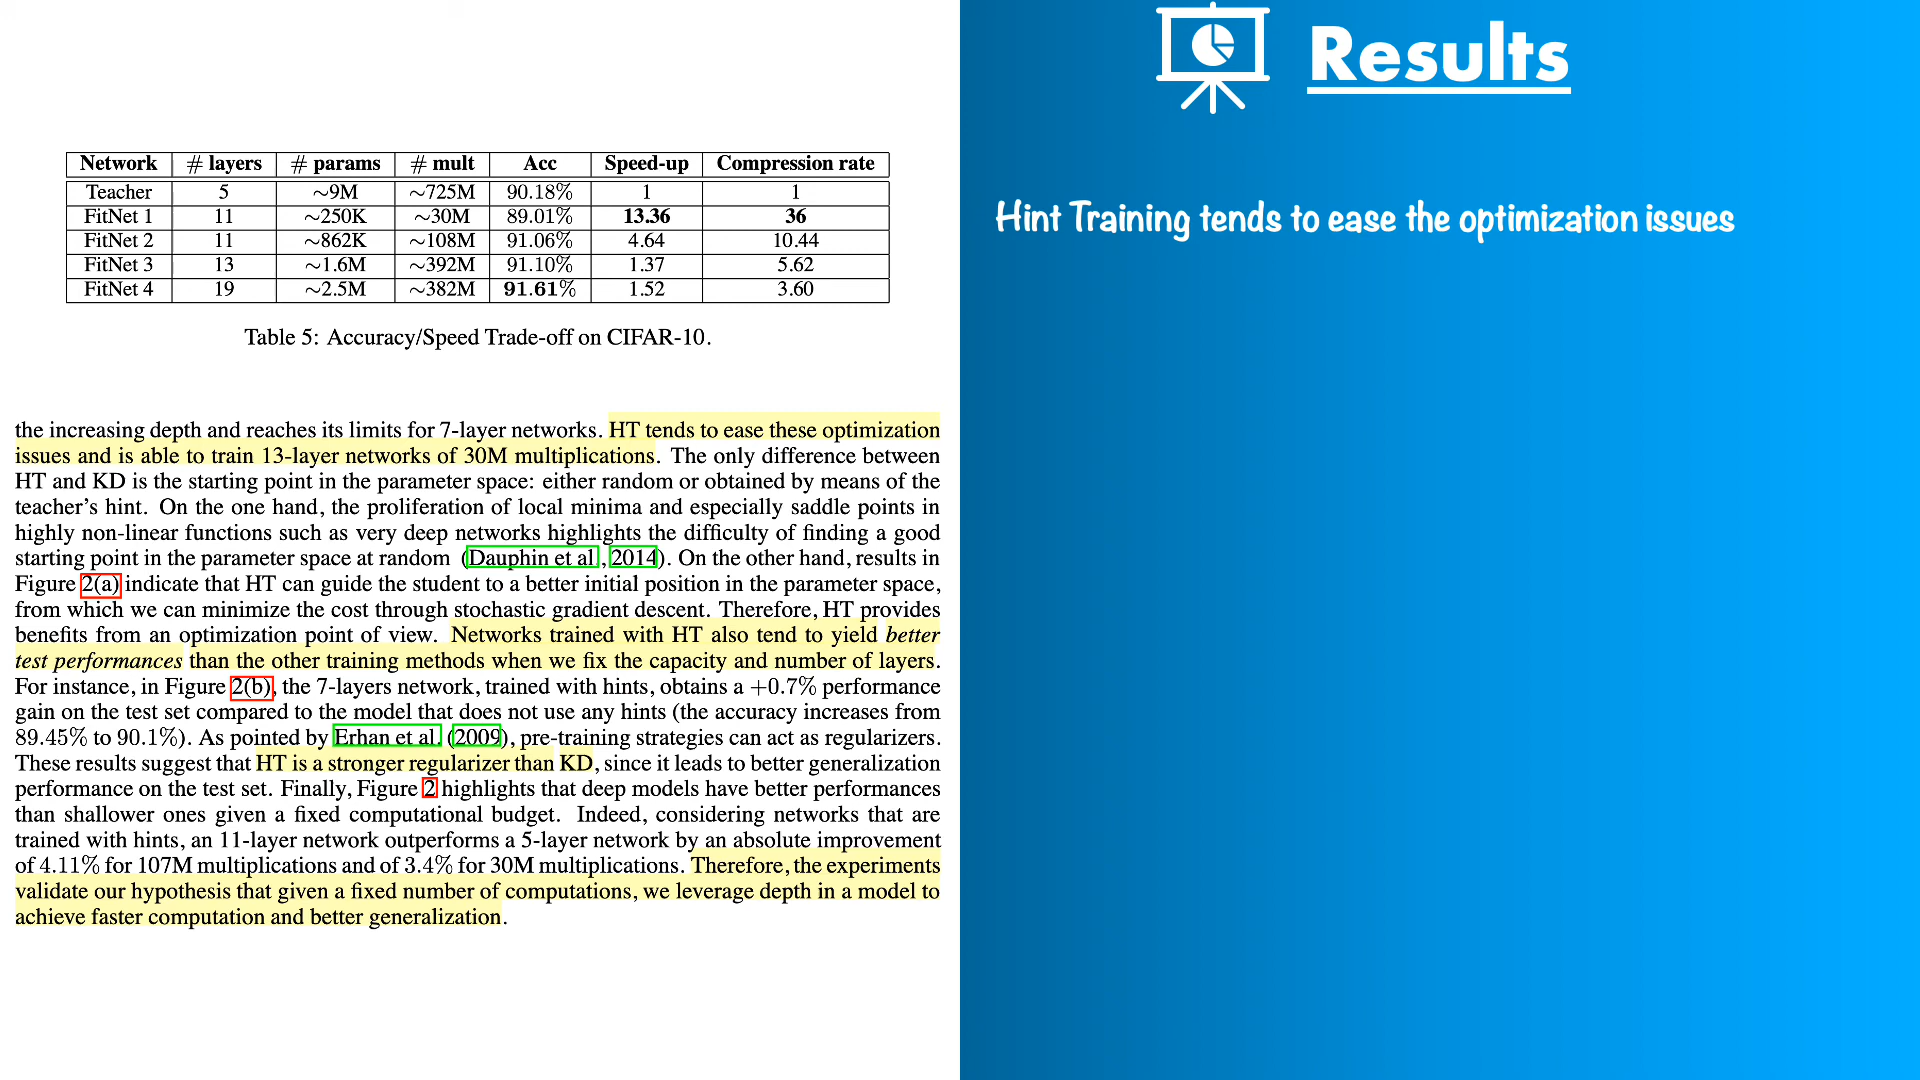 Network # layers # params # mult Acc Speed-up Compression rate
Teacher 5 ~9M ~725M 90.18% 1 1
FitNet 1 11 ~250K ~30M 89.01% 13.36 36
FitNet 2 11 ~862K ~108M 91.06% 4.64 10.44
FitNet 3 13 ~1.6M ~392M 91.10% 1.37 5.62
FitNet 4 19 ~2.5M ~382M 91.61% 1.52 3.60
Table 5: Accuracy/Speed Trade-off on CIFAR-10.
the increasing depth and reaches its limits for 7-layer networks. HT tends to ease these optimization
issues and is able to train 13-layer networks of 30M multiplications. The only difference between
HT and KD is the starting point in the parameter space: either random or obtained by means of the
teacher's hint. On the one hand, the proliferation of local minima and especially saddle points in
highly non-linear functions such as very deep networks highlights the difficulty of finding a good
starting point in the parameter space at random (Dauphin et al., 2014). On the other hand, results in
Figure 2(a) indicate that HT can guide the student to a better initial position in the parameter space,
from which we can minimize the cost through stochastic gradient descent. Therefore, HT provides
benefits from an optimization point of view. Networks trained with HT also tend to yield better
test performances than the other training methods when we fix the capacity and number of layers.
For instance, in Figure 2(b), the 7-layers network, trained with hints, obtains a +0.7% performance
gain on the test set compared to the model that does not use any hints (the accuracy increases from
89.45% to 90.1%). As pointed by Erhan et al. (2009), pre-training strategies can act as regularizers.
These results suggest that HT is a stronger regularizer than KD, since it leads to better generalization
performance on the test set. Finally, Figure 2 highlights that deep models have better performances
than shallower ones given a fixed computational budget. Indeed, considering networks that are
trained with hints, an 11-layer network outperforms a 5-layer network by an absolute improvement
of 4.11% for 107M multiplications and of 3.4% for 30M multiplications. Therefore, the experiments
validate our hypothesis that given a fixed number of computations, we leverage depth in a model to
achieve faster computation and better generalization.
Results
Hint Training tends to ease the optimization issues